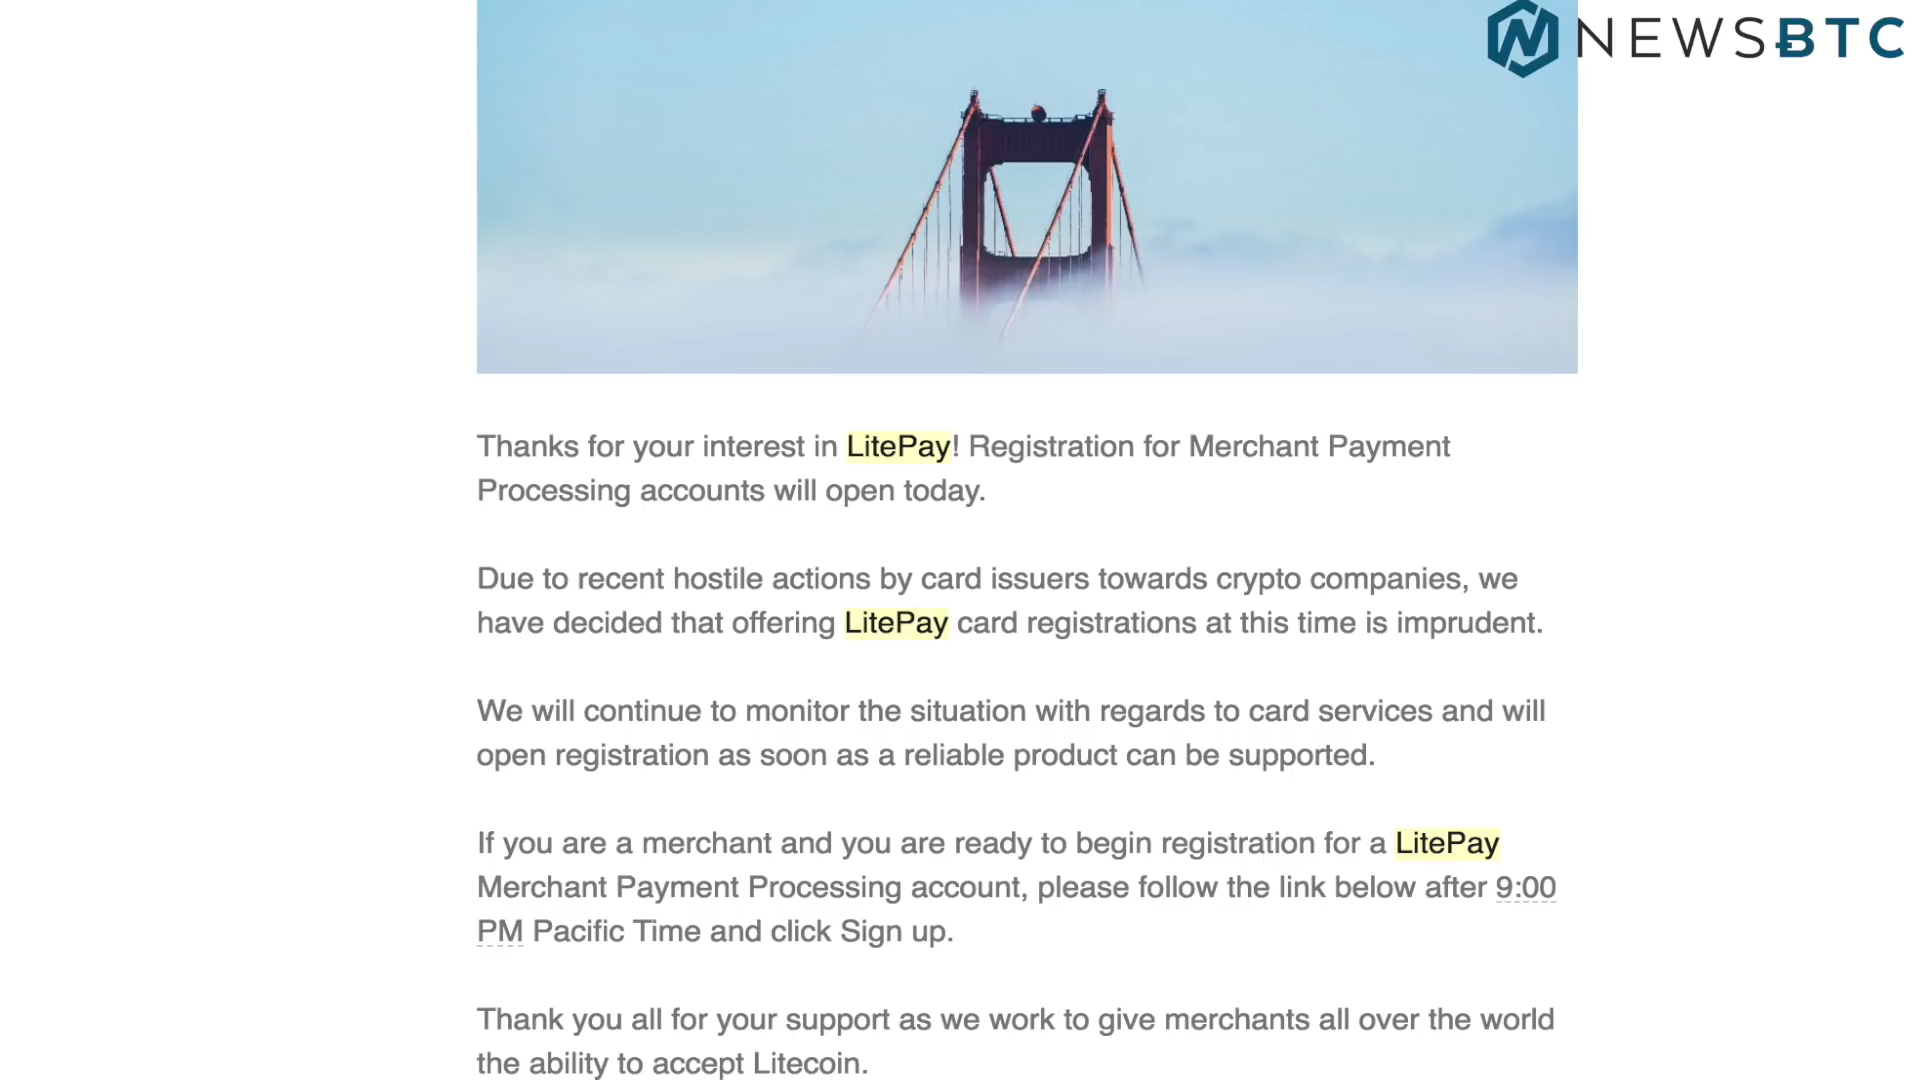 NEWSBTC
Thanks for your interest in LitePay! Registration for Merchant Payment
Processing accounts will open today.
Due to recent hostile actions by card issuers towards crypto companies, we
have decided that offering LitePay card registrations at this time is imprudent.
We will continue to monitor the situation with regards to card services and will
open registration as soon as a reliable product can be supported.
If you are a merchant and you are ready to begin registration for a LitePay
Merchant Payment Processing account, please follow the link below after 9:00
PM Pacific Time and click Sign up.
Thank you all for your support as we work to give merchants all over the world
the ability to accept Litecoin.